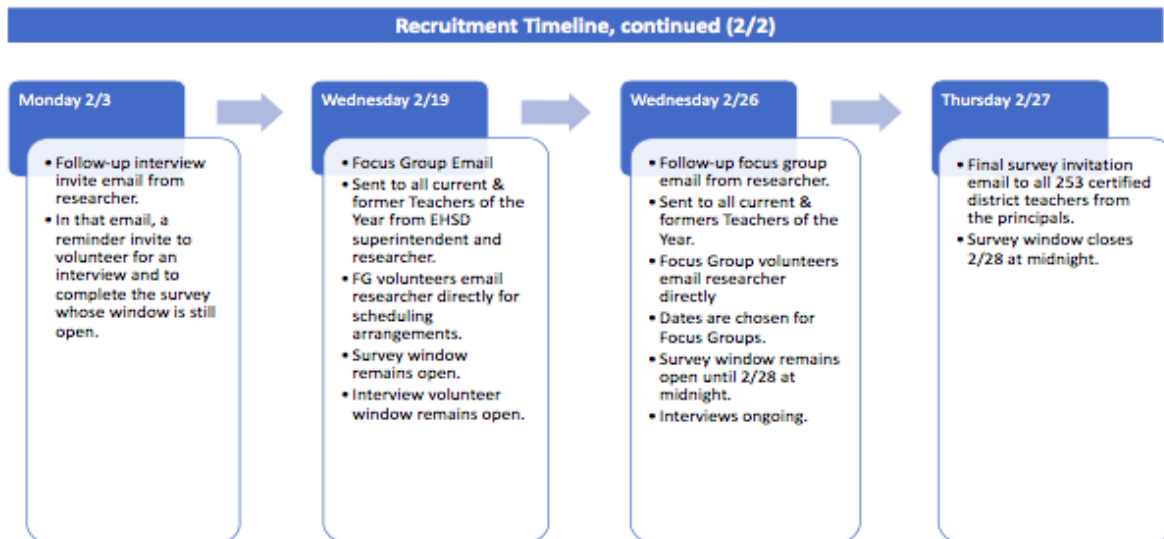 Recruitment Timeline, continued (2/2)
Monday 2/3
• Follow-up interview
invite email from
researcher.
• In that email, a
reminder invite to
volunteer for an
interview and to
complete the survey
whose window is still
open.
Wednesday 2/19
• Focus Group Email
• Sent to all current &
former Teachers of the
Year from EHSD
superintendent and
researcher.
• FG volunteers email
researcher directly for
scheduling
arrangements.
• Survey window
remains open.
• Interview volunteer
window remains open.
Wednesday 2/26
• Follow-up focus group
email from researcher.
• Sent to all current &
formers Teachers of the
Year.
• Focus Group volunteers
email researcher
directly
• Dates are chosen for
Focus Groups.
• Survey window remains
open until 2/28 at
midnight.
• Interviews ongoing.
Thursday 2/27
• Final survey invitation
email to all 253 certified
district teachers from
the principals.
• Survey window closes
2/28 at midnight.